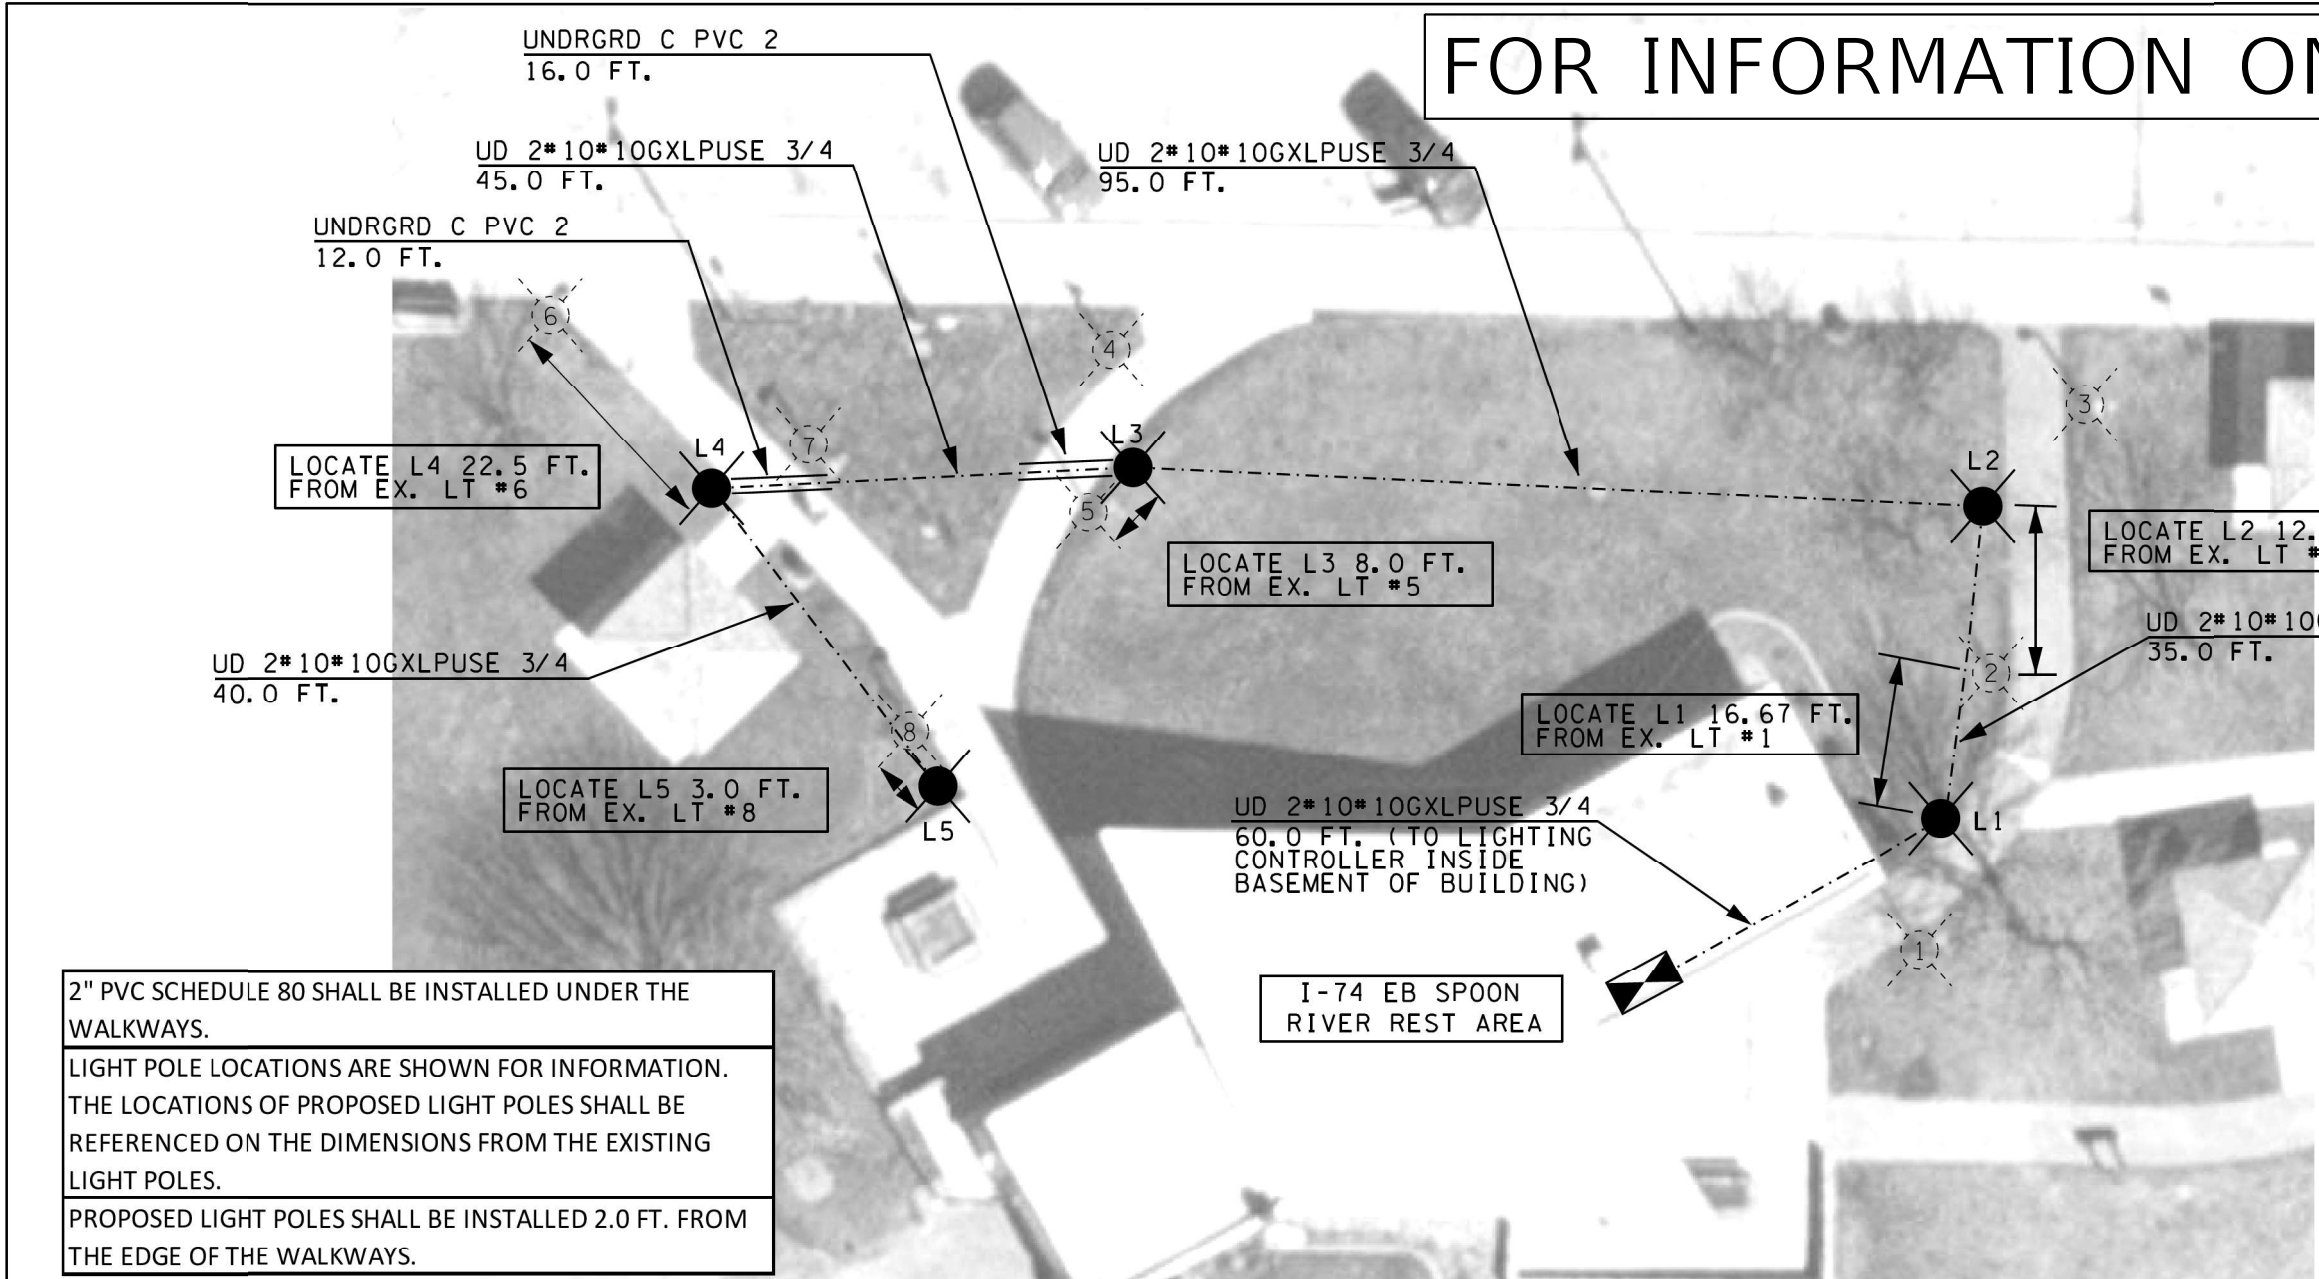 UNDRGRD C PVC 2
16.0 FT.
FOR INFORMATION ON
UD 2#10#10GXLPUSE 3/4
45.0 FT.
UD 2#10#10GXLPUSE 3/4
95.0 FT.
UNDRGRD C PVC 2
12.0 FT.
6
4
3
7
L4
L3
L2
LOCATE L4 22.5 FT.
FROM EX. LT #6
5
LOCATE L2 12.
FROM EX. LT #
LOCATE L3 8.0 FT.
FROM EX. LT #5
UD 2#10#10G
35.0 FT.
UD 2#10#10GXLPUSE 3/4
40.0 FT.
2
8
LOCATE L1 16.67 FT.
FROM EX. LT #1
LOCATE L5 3.0 FT.
FROM EX. LT #8
L5
L1
UD 2#10#10GXLPUSE 3/4
60.0 FT. (TO LIGHTING
CONTROLLER INSIDE
BASEMENT OF BUILDING)
1
I-74 EB SPOON
RIVER REST AREA
2" PVC SCHEDULE 80 SHALL BE INSTALLED UNDER THE
WALKWAYS.
LIGHT POLE LOCATIONS ARE SHOWN FOR INFORMATION.
THE LOCATIONS OF PROPOSED LIGHT POLES SHALL BE
REFERENCED ON THE DIMENSIONS FROM THE EXISTING
LIGHT POLES.
PROPOSED LIGHT POLES SHALL BE INSTALLED 2.0 FT. FROM
THE EDGE OF THE WALKWAYS.